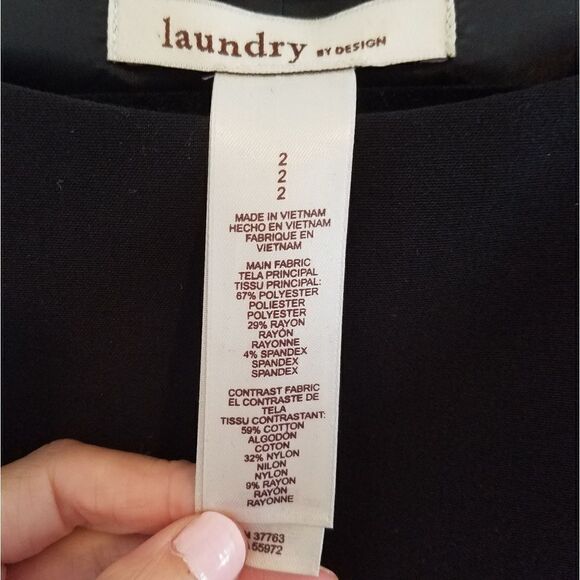 laundry BY DESIGN
2
2
2
MADE IN VIETNAM
HECHO EN VIETNAM
FABRIQUE EN
VIETNAM
MAIN FABRIC
TELA PRINCIPAL
TISSU PRINCIPAL:
67% POLYESTER
POLIESTER
POLYESTER
29% RAYON
RAYÓN
RAYONNE
4% SPANDEX
SPANDEX
SPANDEX
CONTRAST FABRIC
EL CONTRASTE DE
TELA
TISSU CONTRASTANT:
59% COTTON
ALGODÓN
COTON
32% NYLON
NILON
NYLON
9% RAYON
RAYÓN
RAYONNE
37763
55972